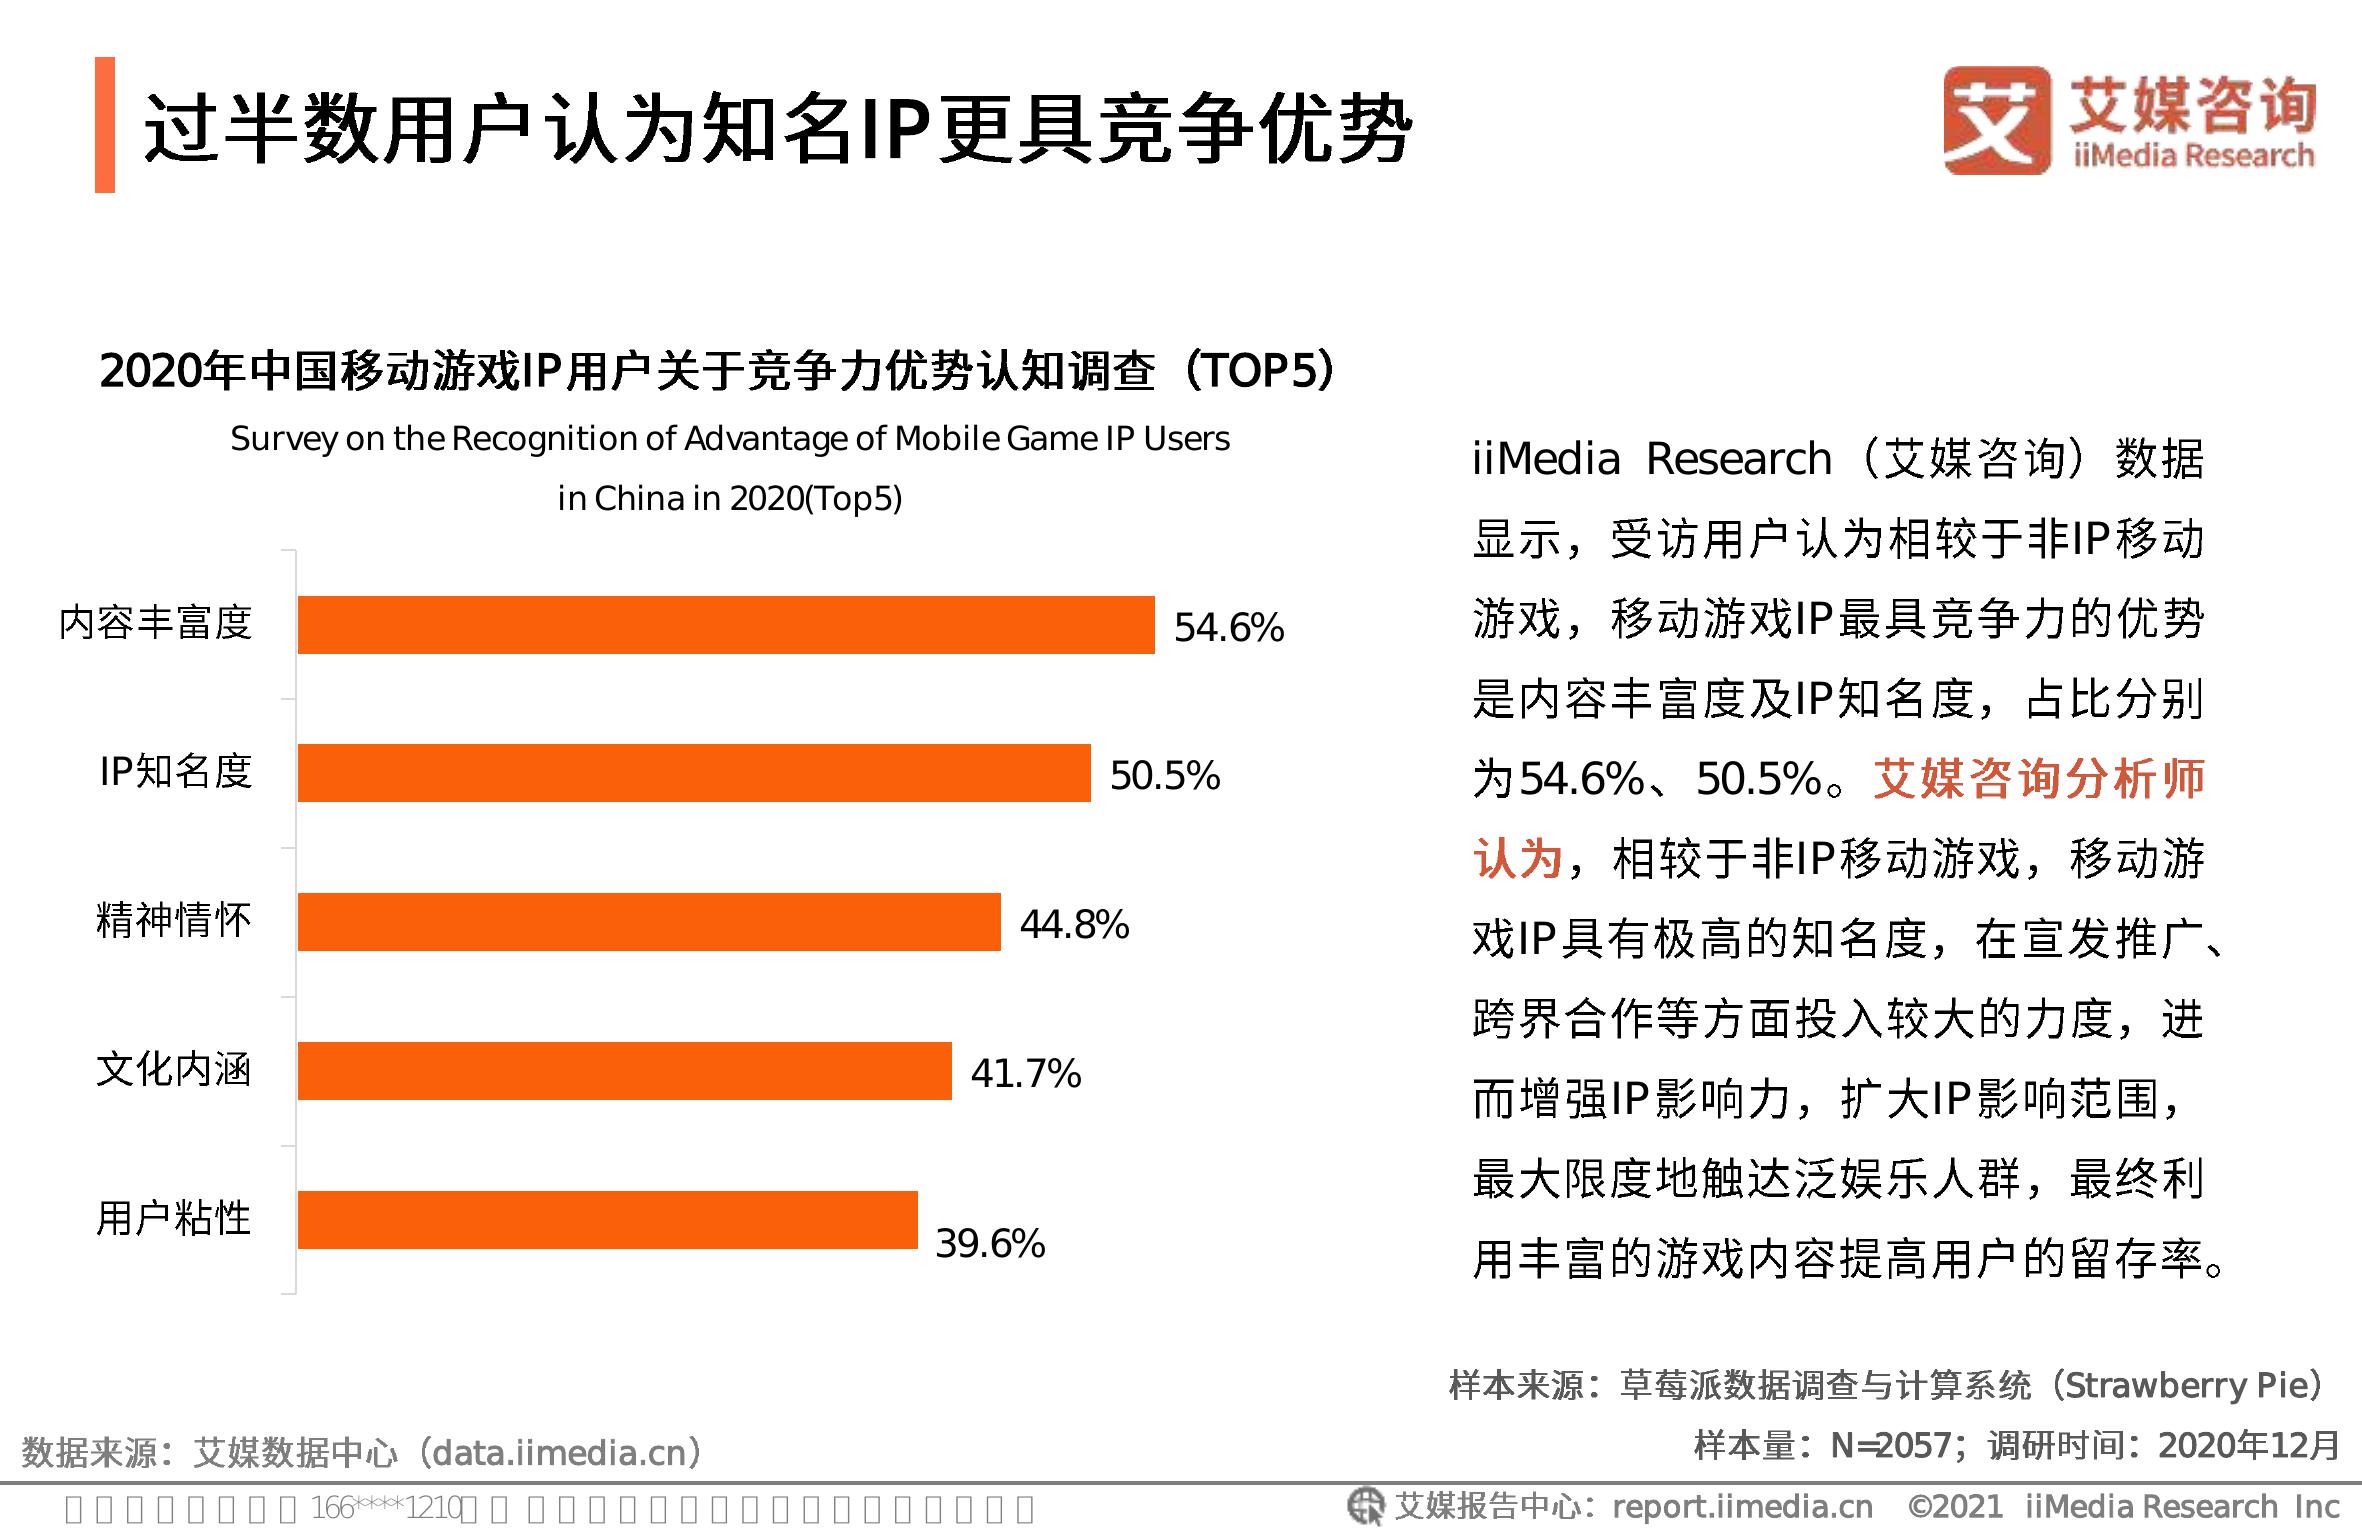 过半数用户认为知名IP更具竞争优势
艾 艾媒咨询
iiMedia Research
2020年中国移动游戏IP用户关于竞争力优势认知调查（TOP5）
Survey on the Recognition of Advantage of Mobile Game IP Users
in China in 2020(Top5)
内容丰富度 54.6%
IP知名度 50.5%
精神情怀 44.8%
文化内涵 41.7%
用户粘性 39.6%
iiMedia Research（艾媒咨询）数据
显示，受访用户认为相较于非IP移动
游戏，移动游戏IP最具竞争力的优势
是内容丰富度及IP知名度，占比分别
为54.6%、50.5%。艾媒咨询分析师
认为，相较于非IP移动游戏，移动游
戏IP具有极高的知名度，在宣发推广、
跨界合作等方面投入较大的力度，进
而增强IP影响力，扩大IP影响范围，
最大限度地触达泛娱乐人群，最终利
用丰富的游戏内容提高用户的留存率。
样本来源：草莓派数据调查与计算系统（Strawberry Pie）
样本量：N=2057；调研时间：2020年12月
数据来源：艾媒数据中心（data.iimedia.cn）
166****1210
艾媒报告中心：report.iimedia.cn ©2021 iiMedia Research Inc